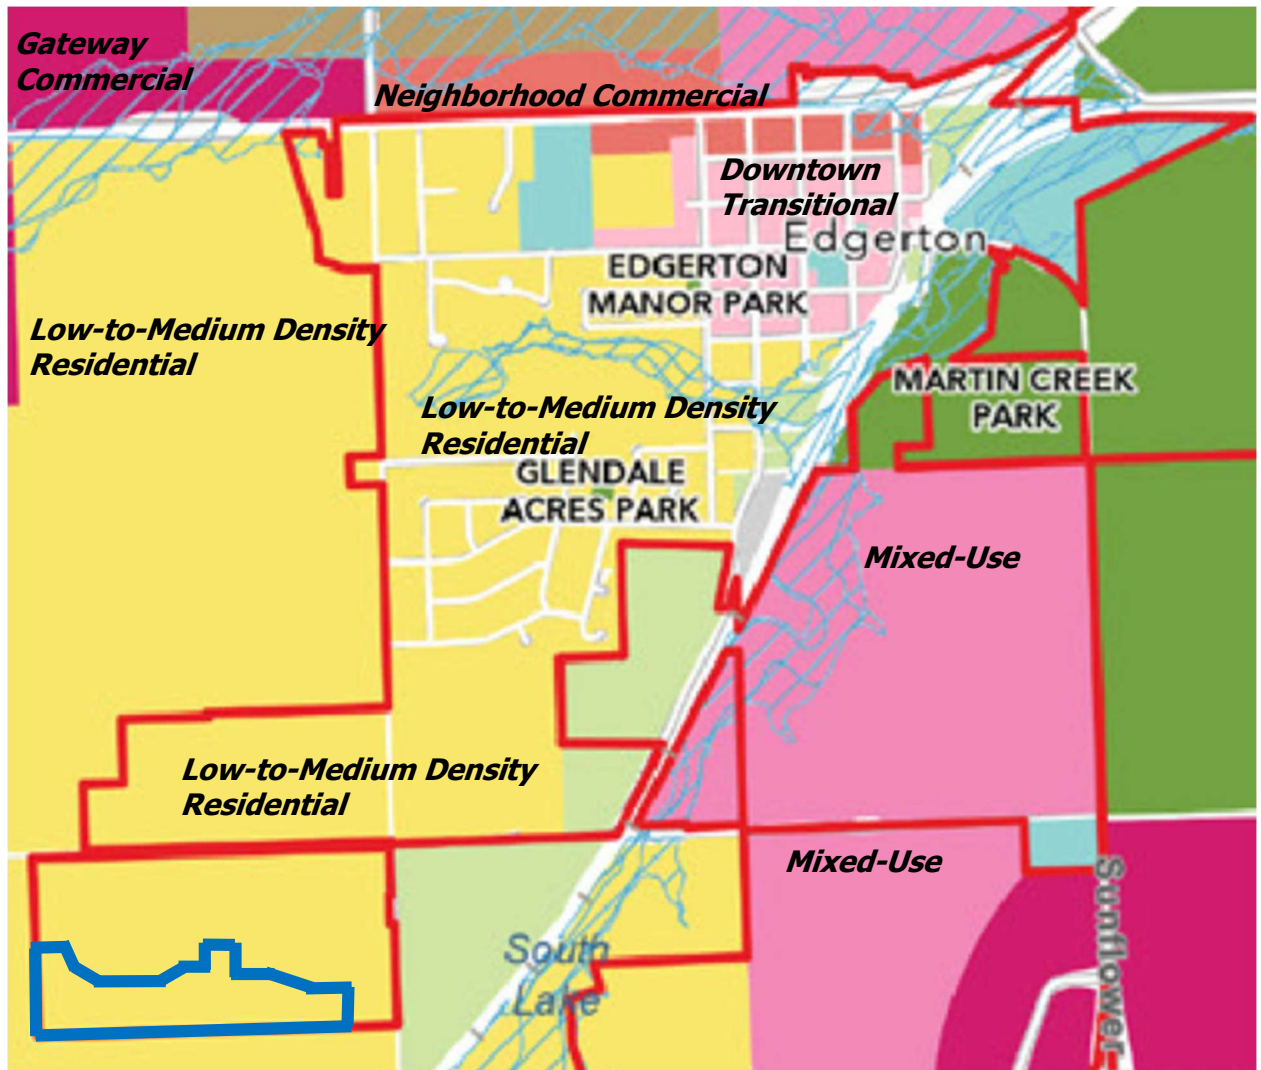 Gateway
Commercial
Neighborhood Commercial
Downtown
Transitional
Edgerton
EDGERTON
MANOR PARK
Low-to-Medium Density
Residential
MARTIN CREEK
PARK
Low-to-Medium Density
Residential
GLENDALE
ACRES PARK
Mixed-Use
Low-to-Medium Density
Residential
Mixed-Use
Sunflower
South
Lake